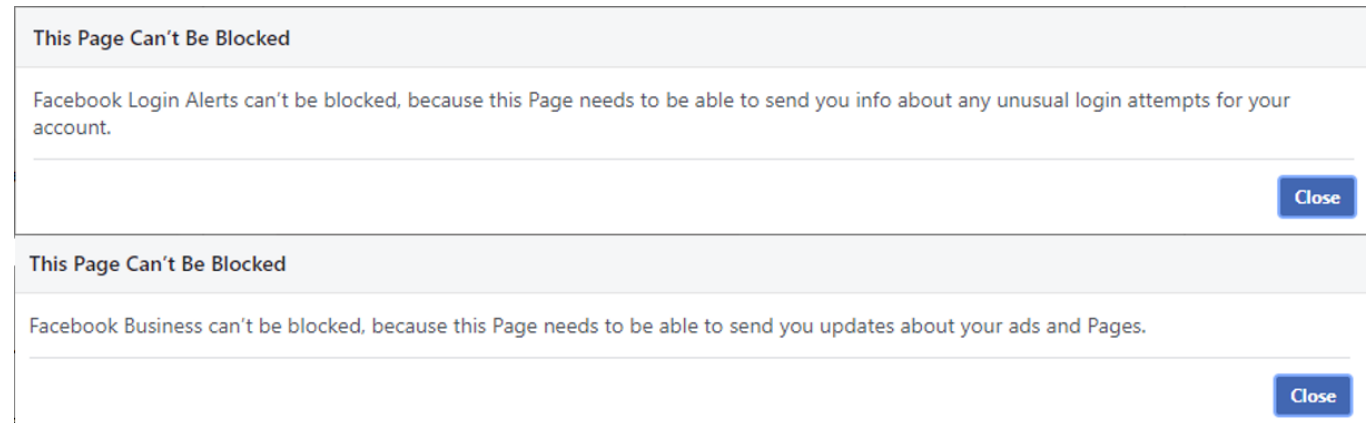 This Page Can’t Be Blocked
Facebook Login Alerts can’t be blocked, because this Page needs to be able to send you info about any unusual login attempts for your
account.
Close
This Page Can’t Be Blocked
Facebook Business can’t be blocked, because this Page needs to be able to send you updates about your ads and Pages.
Close